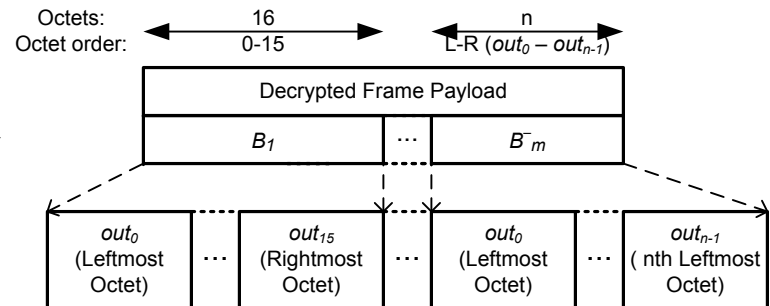 Octets: 16 n
Octet order: 0-15 L-R (out0 – outn-1)
Decrypted Frame Payload
B1 ... B‾m
out0 ... out15 ... out0 ... outn-1
(Leftmost (Rightmost (Leftmost ( nth Leftmost
Octet) Octet) Octet) Octet)